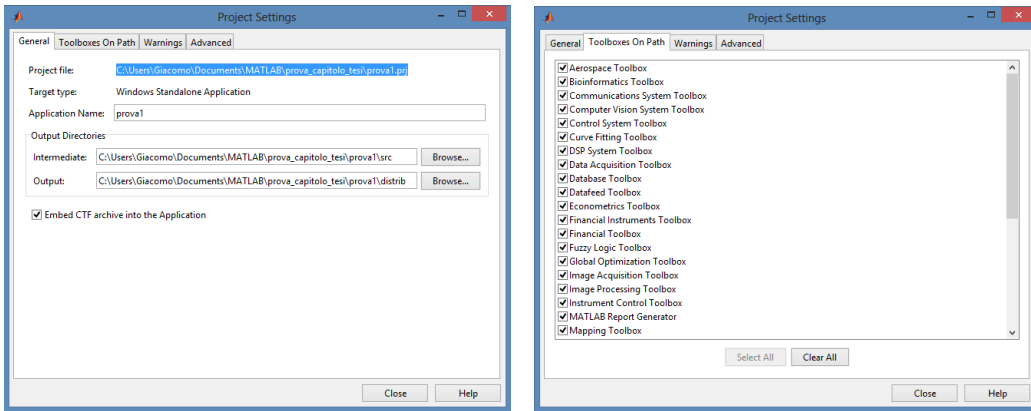 Project Settings
General Toolboxes On Path Warnings Advanced
Project file: C:\Users\Giacomo\Documents\MATLAB\prova_capitolo_tesi\prova1.prj
Target type: Windows Standalone Application
Application Name: prova1
Output Directories
Intermediate: C:\Users\Giacomo\Documents\MATLAB\prova_capitolo_tesi\prova1\src Browse...
Output: C:\Users\Giacomo\Documents\MATLAB\prova_capitolo_tesi\prova1\distrib Browse...
Embed CTF archive into the Application
Close Help
Project Settings
General Toolboxes On Path Warnings Advanced
Aerospace Toolbox
Bioinformatics Toolbox
Communications System Toolbox
Computer Vision System Toolbox
Control System Toolbox
Curve Fitting Toolbox
DSP System Toolbox
Data Acquisition Toolbox
Database Toolbox
Datafeed Toolbox
Econometrics Toolbox
Financial Instruments Toolbox
Financial Toolbox
Fuzzy Logic Toolbox
Global Optimization Toolbox
Image Acquisition Toolbox
Image Processing Toolbox
Instrument Control Toolbox
MATLAB Report Generator
Mapping Toolbox
Select All Clear All
Close Help